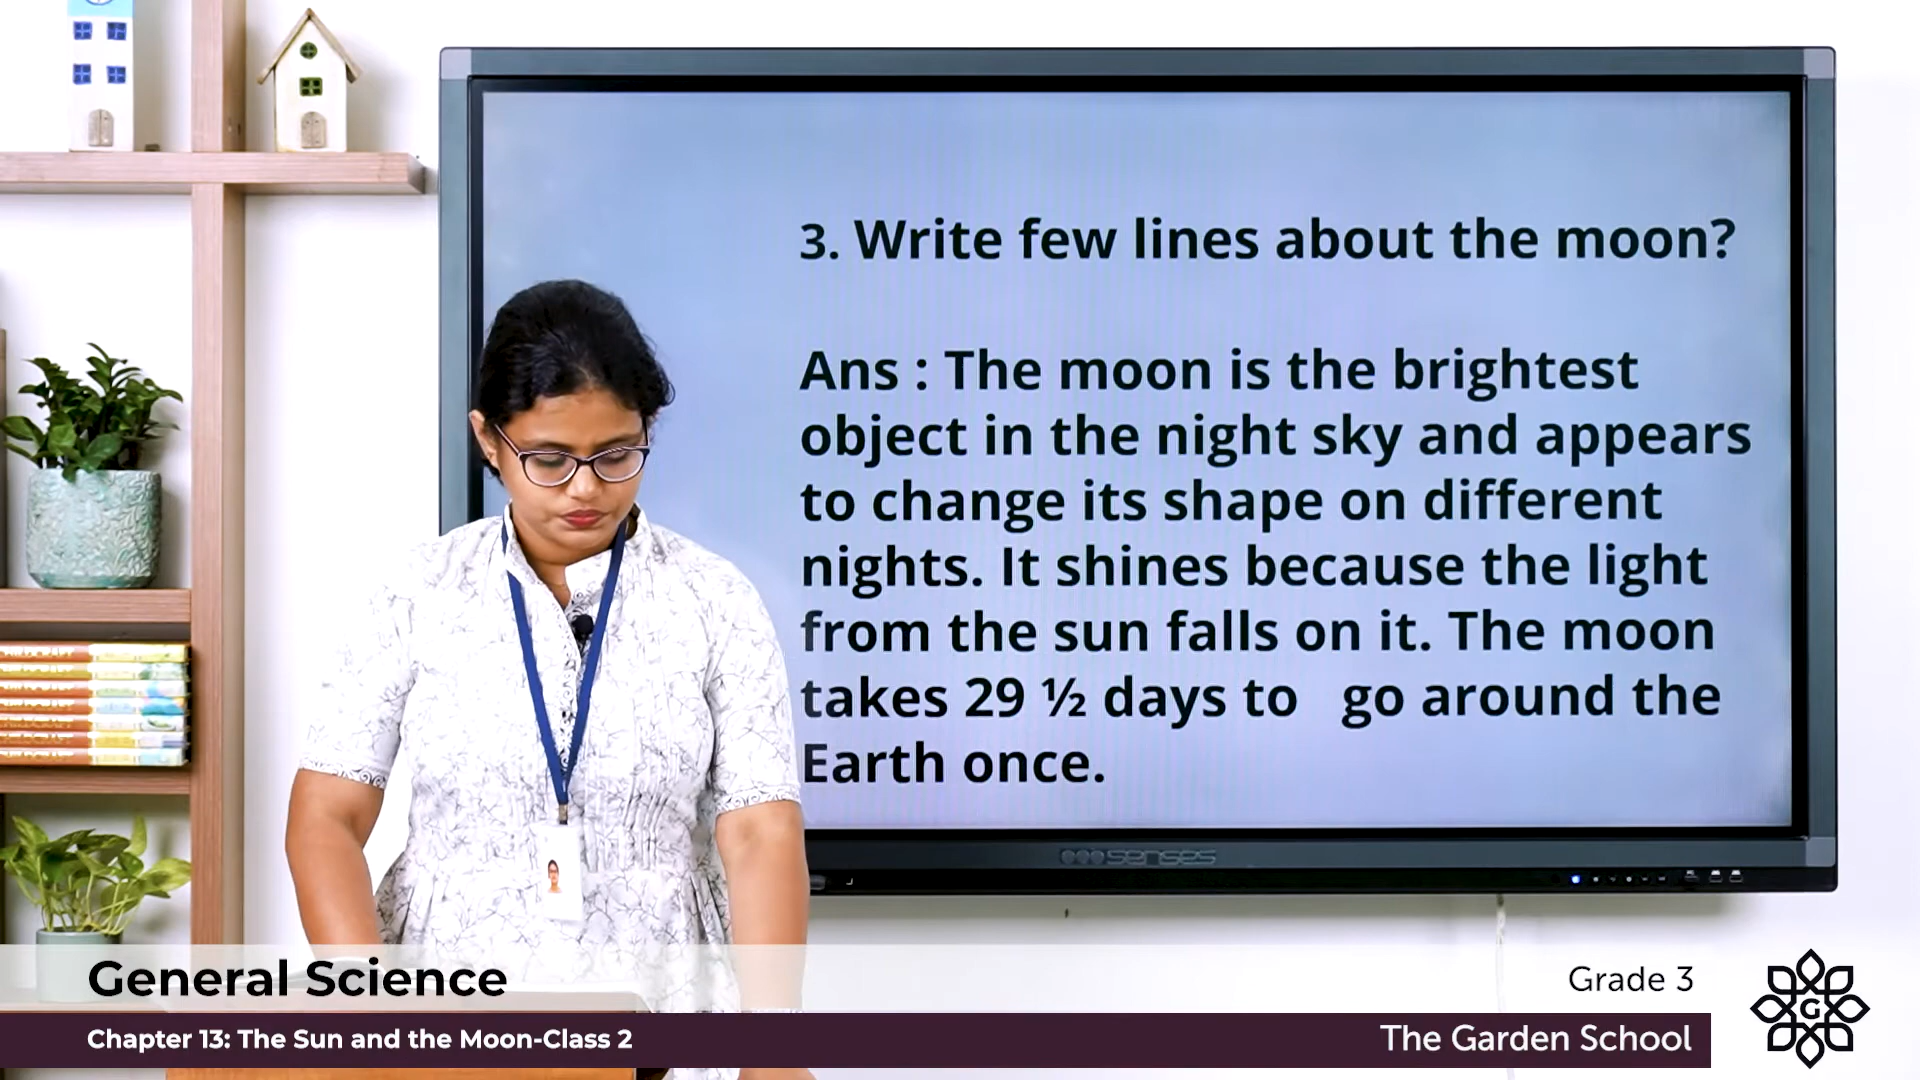 3. Write few lines about the moon?
Ans : The moon is the brightest
object in the night sky and appears
to change its shape on different
nights. It shines because the light
from the sun falls on it. The moon
takes 29 ½ days to go around the
Earth once.
senses
General Science
Grade 3
Chapter 13: The Sun and the Moon-Class 2
The Garden School
G